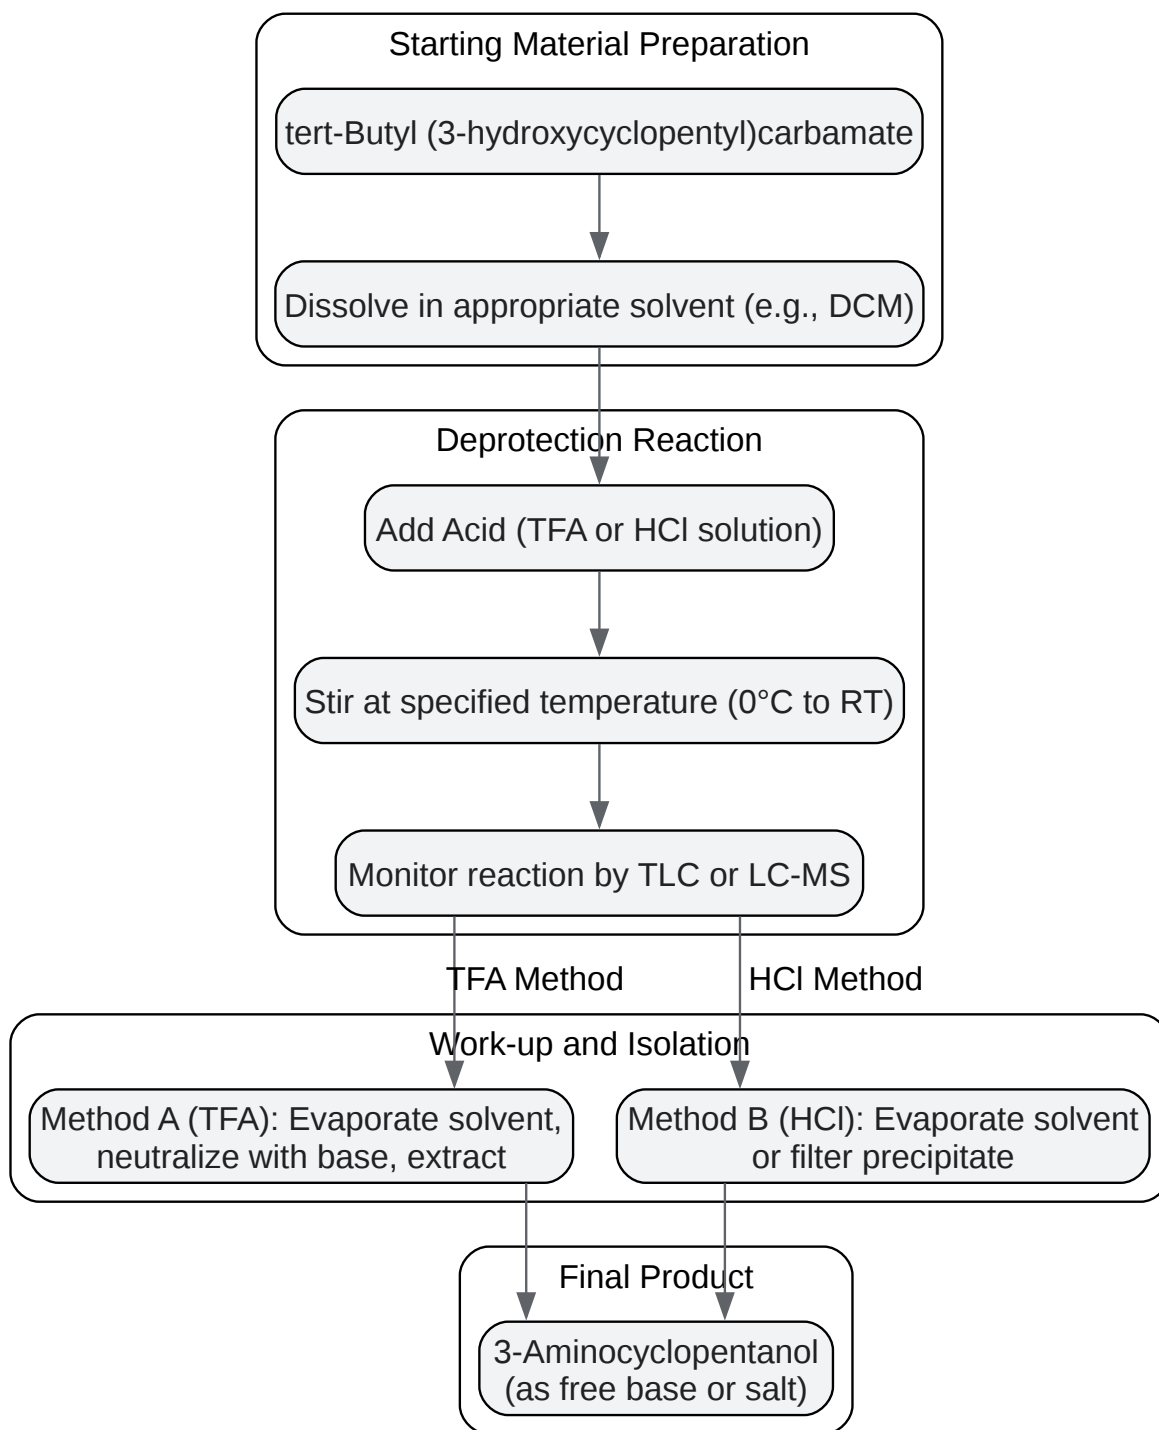 Starting Material Preparation
tert-Butyl (3-hydroxycyclopentyl)carbamate
Dissolve in appropriate solvent (e.g., DCM)
Deprotection Reaction
Add Acid (TFA or HCl solution)
Stir at specified temperature (0°C to RT)
Monitor reaction by TLC or LC-MS
TFA Method
HCl Method
Work-up and Isolation
Method A (TFA): Evaporate solvent,
neutralize with base, extract
Method B (HCl): Evaporate solvent
or filter precipitate
Final Product
3-Aminocyclopentanol
(as free base or salt)